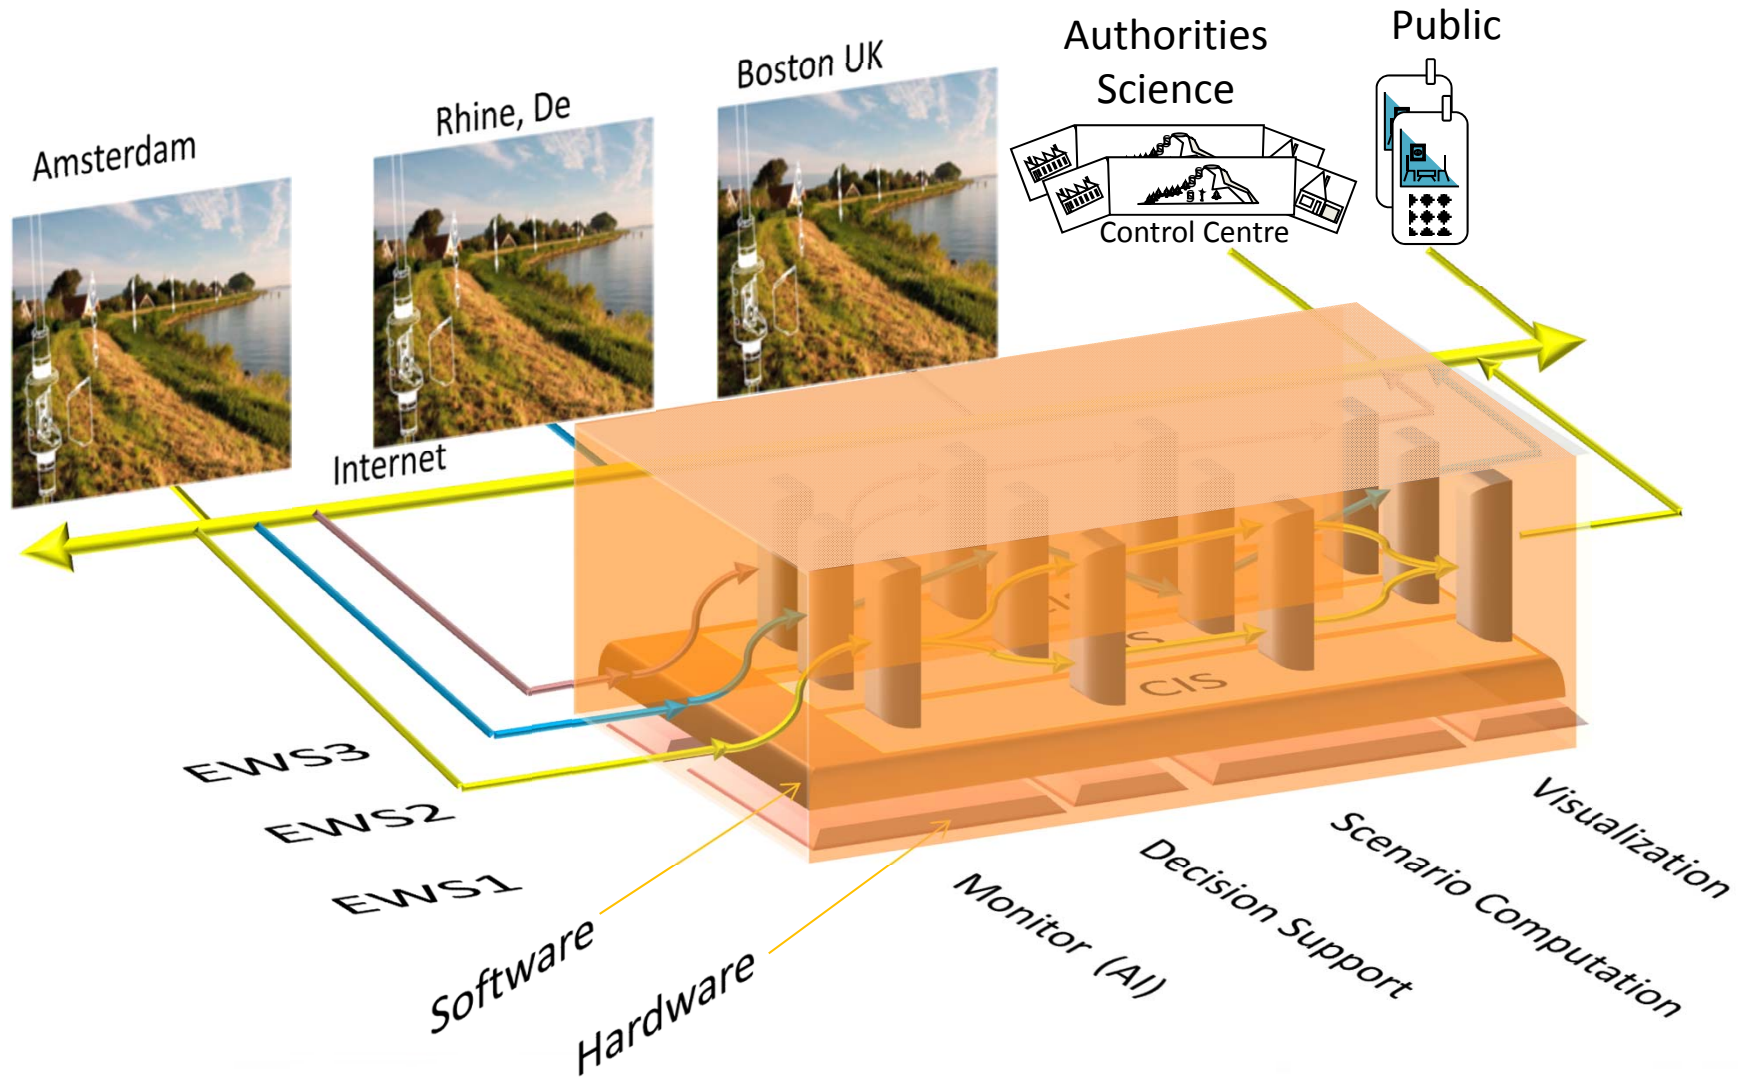 Amsterdam
Rhine, De
Boston UK
Authorities
Science
Public
Control Centre
Internet
CIS
EWS3
EWS2
EWS1
Software
Hardware
Monitor (AI)
Decision Support
Scenario Computation
Visualization